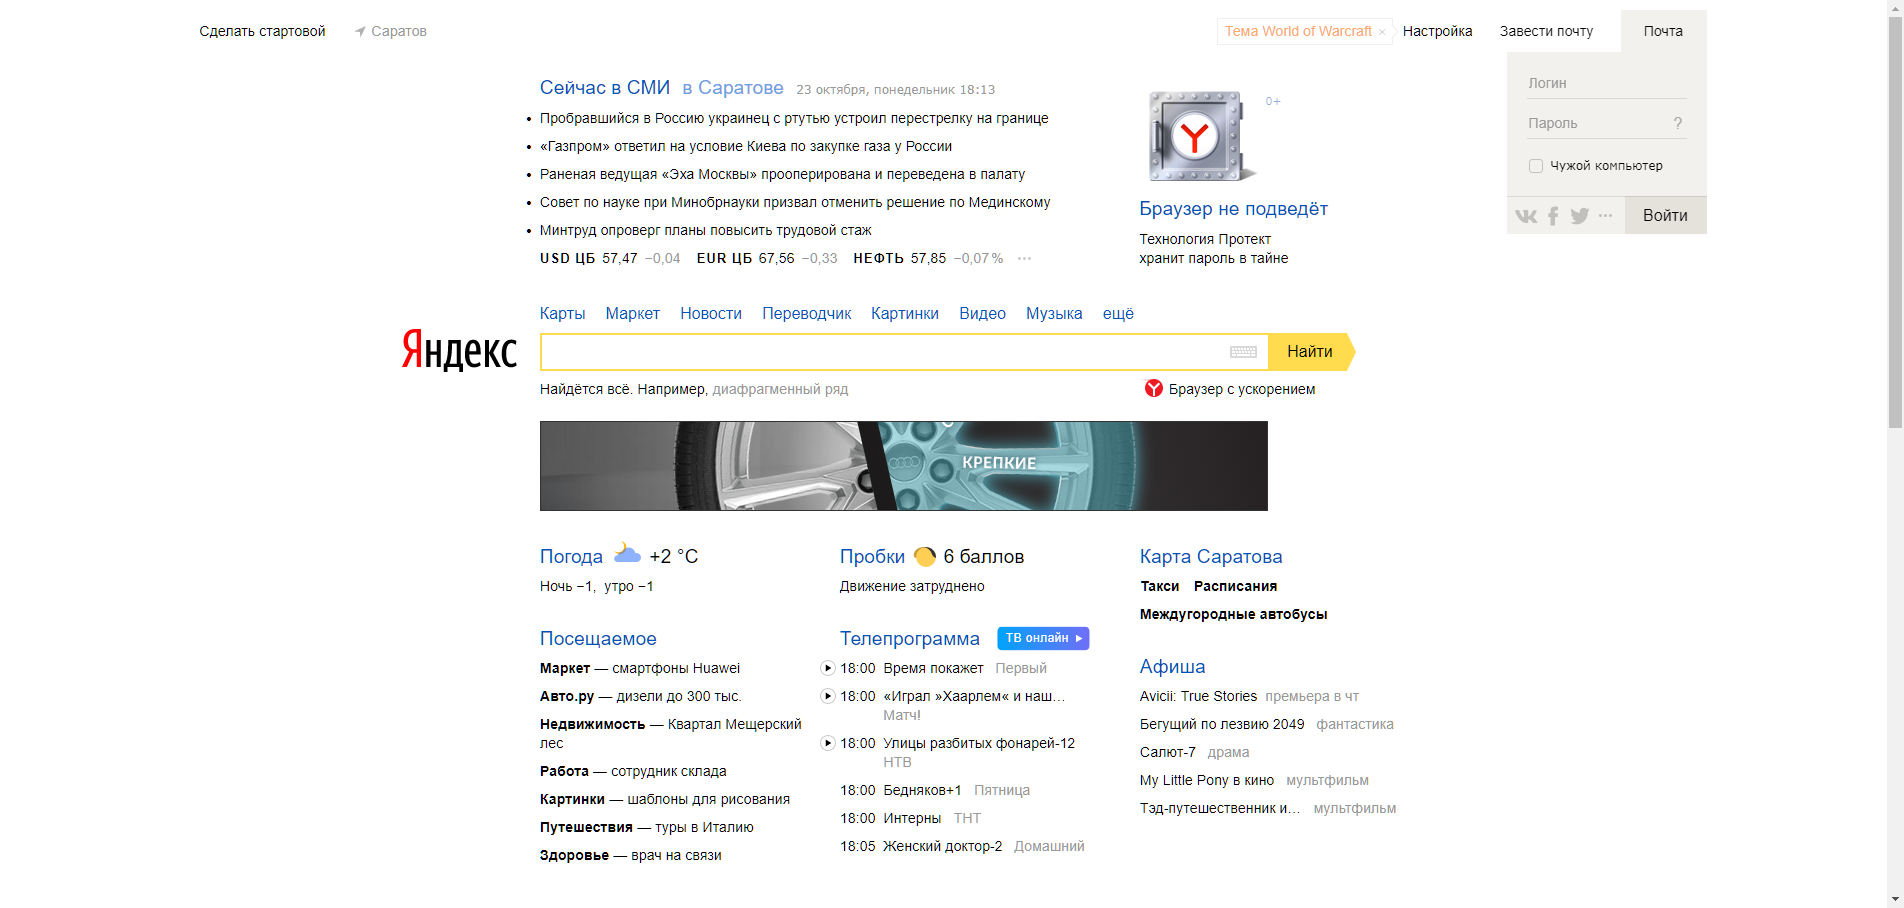 Сделать стартовой
Саратов
Тема World of Warcraft ×
Настройка
Завести почту
Почта
Сейчас в СМИ в Саратове 23 октября, понедельник 18:13
• Пробравшийся в Россию украинец с ртутью устроил перестрелку на границе
• «Газпром» ответил на условие Киева по закупке газа у России
• Раненая ведущая «Эха Москвы» прооперирована и переведена в палату
• Совет по науке при Минобрнауки призвал отменить решение по Мединскому
• Минтруд опроверг планы повысить трудовой стаж
USD ЦБ 57,47 −0,04 EUR ЦБ 67,56 −0,33 НЕФТЬ 57,85 −0,07% ···
0+
Браузер не подведёт
Технология Протект
хранит пароль в тайне
Логин
Пароль ?
Чужой компьютер
Войти
Карты Маркет Новости Переводчик Картинки Видео Музыка ещё
Яндекс
Найти
Найдётся всё. Например, диафрагменный ряд
Браузер с ускорением
КРЕПКИЕ
Погода +2 °C
Ночь −1, утро −1
Пробки 6 баллов
Движение затруднено
Карта Саратова
Такси Расписания
Междугородные автобусы
Посещаемое
Маркет — смартфоны Huawei
Авто.ру — дизели до 300 тыс.
Недвижимость — Квартал Мещерский
лес
Работа — сотрудник склада
Картинки — шаблоны для рисования
Путешествия — туры в Италию
Здоровье — врач на связи
Телепрограмма ТВ онлайн
18:00 Время покажет Первый
18:00 «Играл »Хаарлем« и наш…
Матч!
18:00 Улицы разбитых фонарей-12
НТВ
18:00 Бедняков+1 Пятница
18:00 Интерны ТНТ
18:05 Женский доктор-2 Домашний
Афиша
Avicii: True Stories премьера в чт
Бегущий по лезвию 2049 фантастика
Салют-7 драма
My Little Pony в кино мультфильм
Тэд-путешественник и… мультфильм